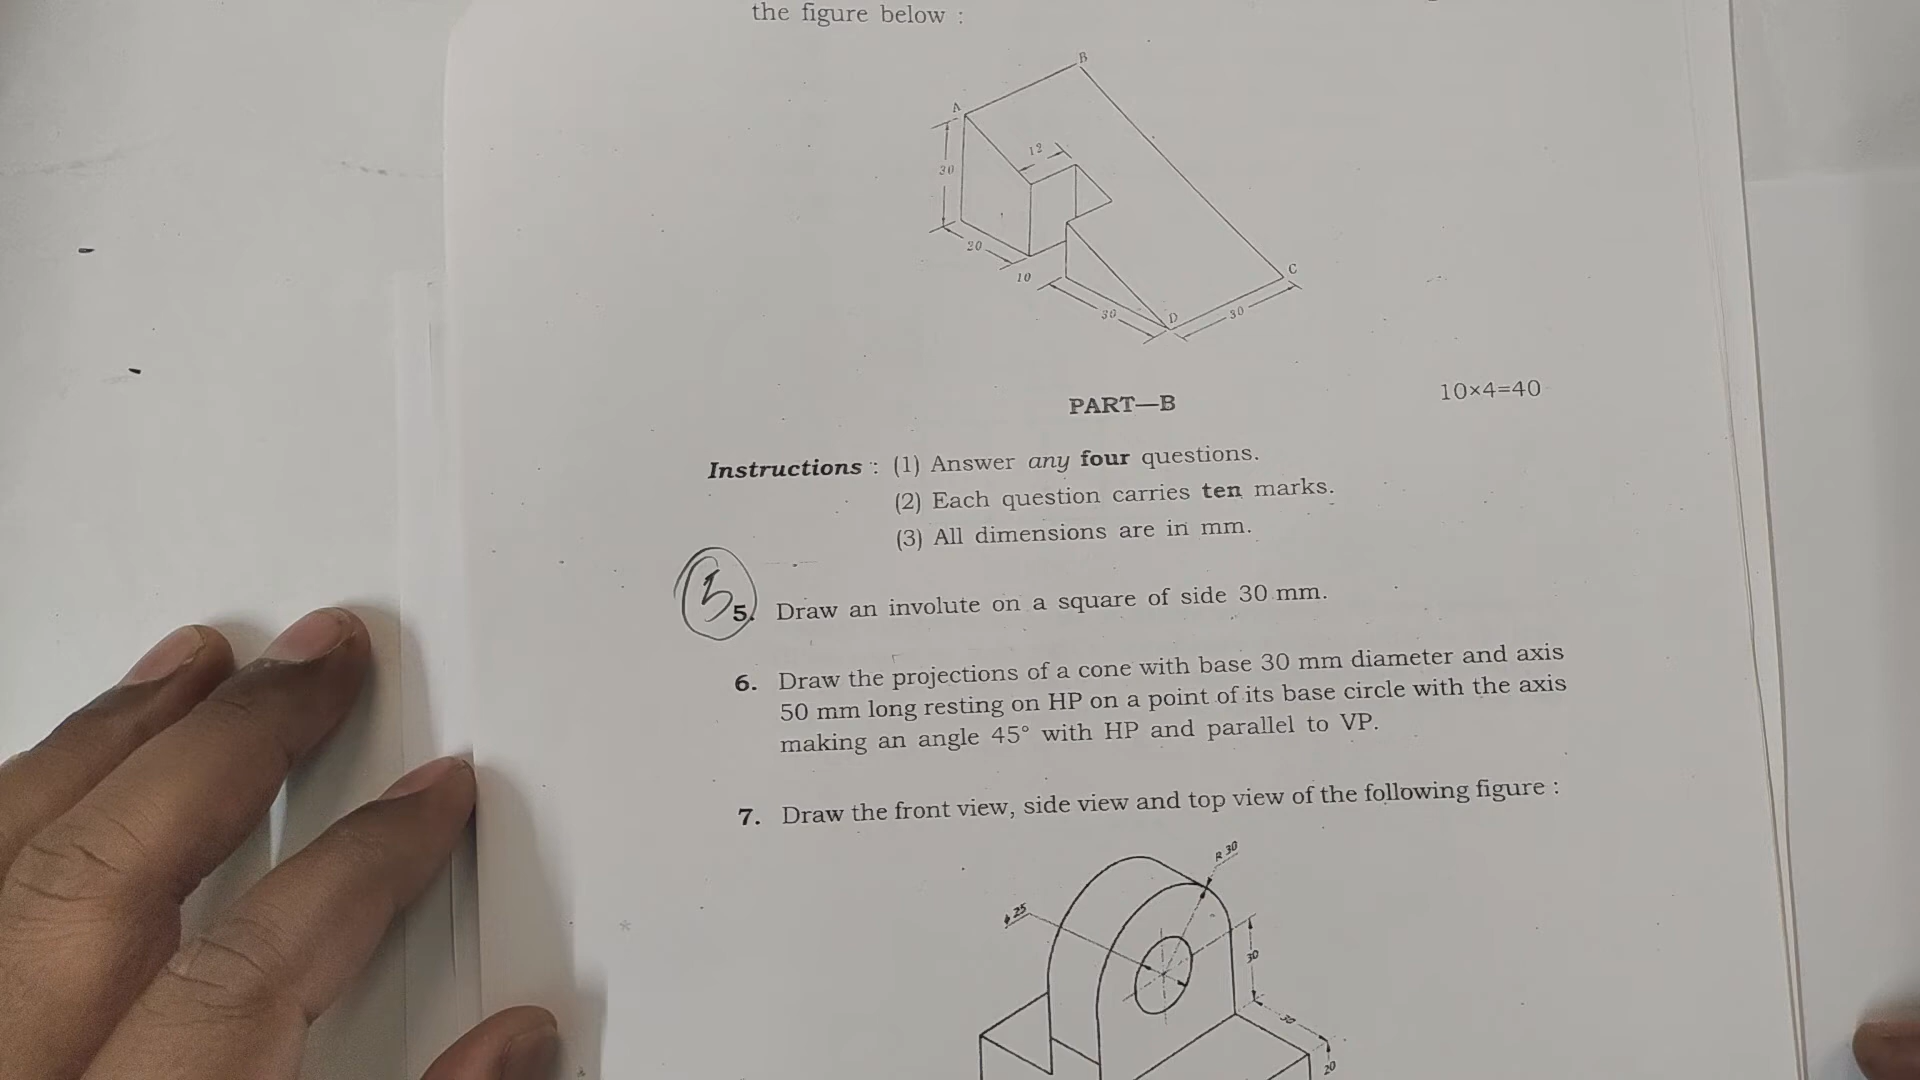 the figure below :
B
A
12
30
20
10
C
30
D
30
PART—B
10×4=40
Instructions : (1) Answer any four questions.
(2) Each question carries ten marks.
(3) All dimensions are in mm.
5
5. Draw an involute on a square of side 30 mm.
6. Draw the projections of a cone with base 30 mm diameter and axis
50 mm long resting on HP on a point of its base circle with the axis
making an angle 45° with HP and parallel to VP.
7. Draw the front view, side view and top view of the following figure :
R 30
ϕ 25
30
30
20